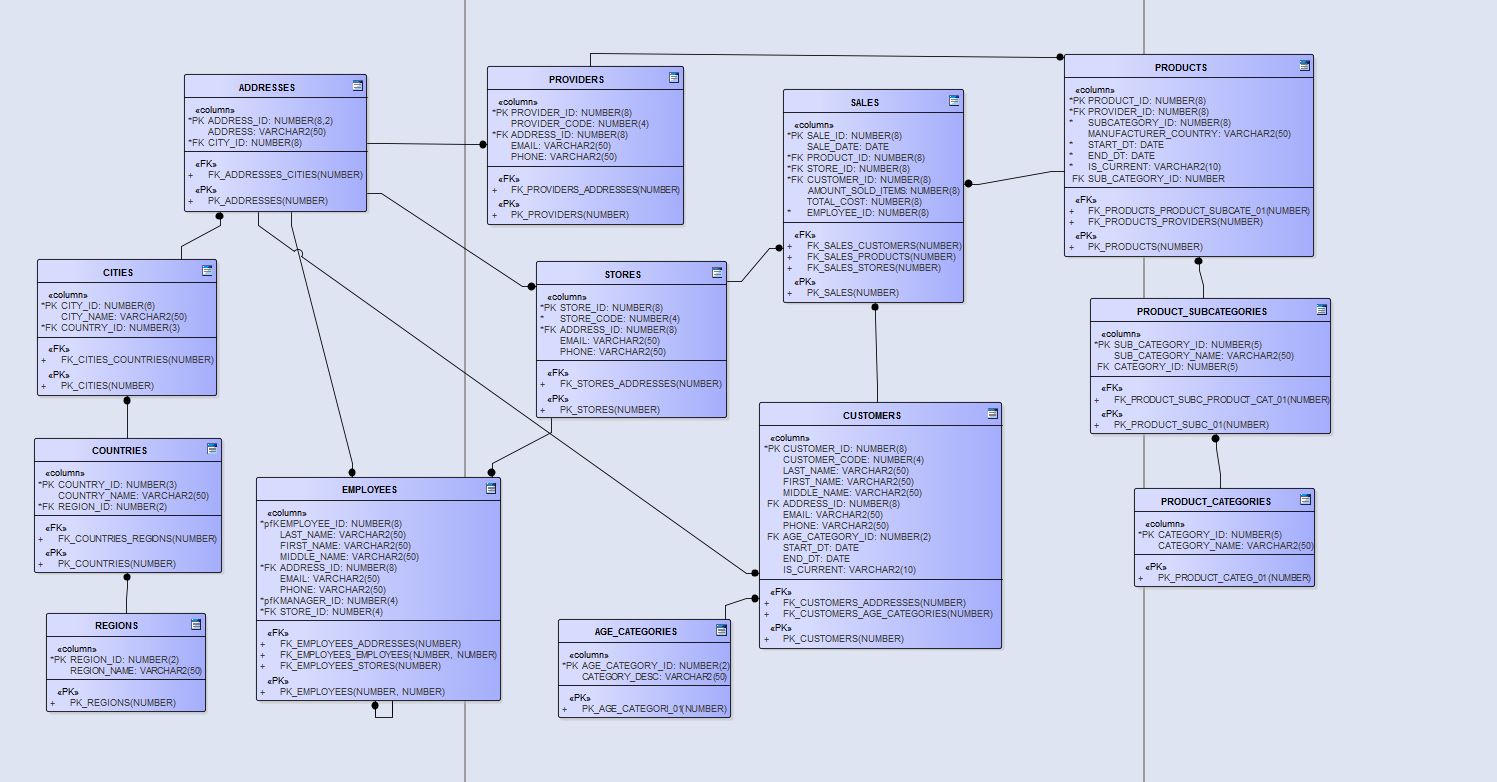 ADDRESSES
«column»
*PK ADDRESS_ID: NUMBER(8,2)
ADDRESS: VARCHAR2(50)
*FK CITY_ID: NUMBER(8)
«FK»
+ FK_ADDRESSES_CITIES(NUMBER)
«PK»
+ PK_ADDRESSES(NUMBER)
PROVIDERS
«column»
*PK PROVIDER_ID: NUMBER(8)
PROVIDER_CODE: NUMBER(4)
*FK ADDRESS_ID: NUMBER(8)
EMAIL: VARCHAR2(50)
PHONE: VARCHAR2(50)
«FK»
+ FK_PROVIDERS_ADDRESSES(NUMBER)
«PK»
+ PK_PROVIDERS(NUMBER)
SALES
«column»
*PK SALE_ID: NUMBER(8)
SALE_DATE: DATE
*FK PRODUCT_ID: NUMBER(8)
*FK STORE_ID: NUMBER(8)
*FK CUSTOMER_ID: NUMBER(8)
AMOUNT_SOLD_ITEMS: NUMBER(8)
TOTAL_COST: NUMBER(8)
* EMPLOYEE_ID: NUMBER(8)
«FK»
+ FK_SALES_CUSTOMERS(NUMBER)
+ FK_SALES_PRODUCTS(NUMBER)
+ FK_SALES_STORES(NUMBER)
«PK»
+ PK_SALES(NUMBER)
PRODUCTS
«column»
*PK PRODUCT_ID: NUMBER(8)
*FK PROVIDER_ID: NUMBER(8)
* SUBCATEGORY_ID: NUMBER(8)
MANUFACTURER_COUNTRY: VARCHAR2(50)
* START_DT: DATE
* END_DT: DATE
* IS_CURRENT: VARCHAR2(10)
FK SUB_CATEGORY_ID: NUMBER
«FK»
+ FK_PRODUCTS_PRODUCT_SUBCATE_01(NUMBER)
+ FK_PRODUCTS_PROVIDERS(NUMBER)
«PK»
+ PK_PRODUCTS(NUMBER)
CITIES
«column»
*PK CITY_ID: NUMBER(6)
CITY_NAME: VARCHAR2(50)
*FK COUNTRY_ID: NUMBER(3)
«FK»
+ FK_CITIES_COUNTRIES(NUMBER)
«PK»
+ PK_CITIES(NUMBER)
STORES
«column»
*PK STORE_ID: NUMBER(8)
* STORE_CODE: NUMBER(4)
*FK ADDRESS_ID: NUMBER(8)
EMAIL: VARCHAR2(50)
PHONE: VARCHAR2(50)
«FK»
+ FK_STORES_ADDRESSES(NUMBER)
«PK»
+ PK_STORES(NUMBER)
PRODUCT_SUBCATEGORIES
«column»
*PK SUB_CATEGORY_ID: NUMBER(5)
SUB_CATEGORY_NAME: VARCHAR2(50)
FK CATEGORY_ID: NUMBER(5)
«FK»
+ FK_PRODUCT_SUBC_PRODUCT_CAT_01(NUMBER)
«PK»
+ PK_PRODUCT_SUBC_01(NUMBER)
COUNTRIES
«column»
*PK COUNTRY_ID: NUMBER(3)
COUNTRY_NAME: VARCHAR2(50)
*FK REGION_ID: NUMBER(2)
«FK»
+ FK_COUNTRIES_REGIONS(NUMBER)
«PK»
+ PK_COUNTRIES(NUMBER)
EMPLOYEES
«column»
*pfK EMPLOYEE_ID: NUMBER(8)
LAST_NAME: VARCHAR2(50)
FIRST_NAME: VARCHAR2(50)
MIDDLE_NAME: VARCHAR2(50)
*FK ADDRESS_ID: NUMBER(8)
EMAIL: VARCHAR2(50)
PHONE: VARCHAR2(50)
*pfK MANAGER_ID: NUMBER(4)
*FK STORE_ID: NUMBER(4)
«FK»
+ FK_EMPLOYEES_ADDRESSES(NUMBER)
+ FK_EMPLOYEES_EMPLOYEES(NUMBER, NUMBER)
+ FK_EMPLOYEES_STORES(NUMBER)
«PK»
+ PK_EMPLOYEES(NUMBER, NUMBER)
CUSTOMERS
«column»
*PK CUSTOMER_ID: NUMBER(8)
CUSTOMER_CODE: NUMBER(4)
LAST_NAME: VARCHAR2(50)
FIRST_NAME: VARCHAR2(50)
MIDDLE_NAME: VARCHAR2(50)
FK ADDRESS_ID: NUMBER(8)
EMAIL: VARCHAR2(50)
PHONE: VARCHAR2(50)
FK AGE_CATEGORY_ID: NUMBER(2)
START_DT: DATE
END_DT: DATE
IS_CURRENT: VARCHAR2(10)
«FK»
+ FK_CUSTOMERS_ADDRESSES(NUMBER)
+ FK_CUSTOMERS_AGE_CATEGORIES(NUMBER)
«PK»
+ PK_CUSTOMERS(NUMBER)
PRODUCT_CATEGORIES
«column»
*PK CATEGORY_ID: NUMBER(5)
CATEGORY_NAME: VARCHAR2(50)
«PK»
+ PK_PRODUCT_CATEG_01(NUMBER)
REGIONS
«column»
*PK REGION_ID: NUMBER(2)
REGION_NAME: VARCHAR2(50)
«PK»
+ PK_REGIONS(NUMBER)
AGE_CATEGORIES
«column»
*PK AGE_CATEGORY_ID: NUMBER(2)
CATEGORY_DESC: VARCHAR2(50)
«PK»
+ PK_AGE_CATEGORI_01(NUMBER)